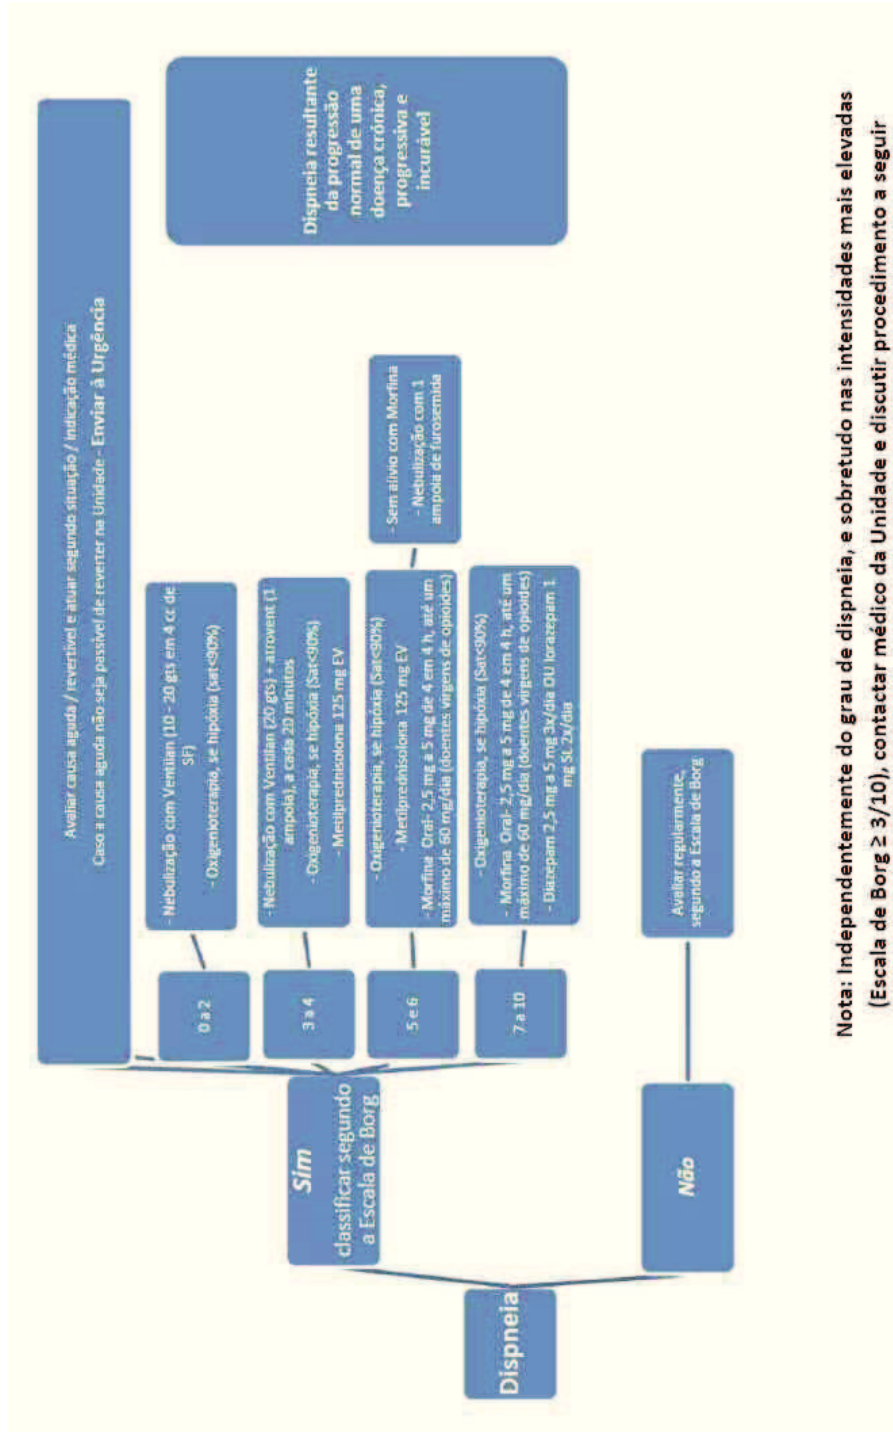 Dispneia
Sim
classificar segundo
a Escala de Borg
Não
Avaliar causa aguda / revertível e atuar segundo situação / indicação médica
Caso a causa aguda não seja passível de reverter na Unidade - Enviar à Urgência
0 a 2
- Nebulização com Ventilan (10 - 20 gts em 4 cc de
SF)
- Oxigenioterapia, se hipóxia (sat<90%)
3 a 4
- Nebulização com Ventilan (20 gts) + atrovent (1
ampola), a cada 20 minutos
- Oxigenioterapia, se hipóxia (Sat<90%)
- Metilprednisolona 125 mg EV
5 e 6
- Oxigenioterapia, se hipóxia (Sat<90%)
- Metilprednisolona 125 mg EV
- Morfina Oral- 2,5 mg a 5 mg de 4 em 4 h, até um
máximo de 60 mg/dia (doentes virgens de opioides)
- Sem alívio com Morfina
- Nebulização com 1
ampola de furosemida
7 a 10
- Oxigenioterapia, se hipóxia (Sat<90%)
- Morfina Oral- 2,5 mg a 5 mg de 4 em 4 h, até um
máximo de 60 mg/dia (doentes virgens de opioides)
- Diazepam 2,5 mg a 5 mg 3x/dia OU lorazepam 1
mg SL 2x/dia
Avaliar regularmente,
segundo a Escala de Borg
Dispneia resultante
da progressão
normal de uma
doença crónica,
progressiva e
incurável
Nota: Independentemente do grau de dispneia, e sobretudo nas intensidades mais elevadas
(Escala de Borg ≥ 3/10), contactar médico da Unidade e discutir procedimento a seguir